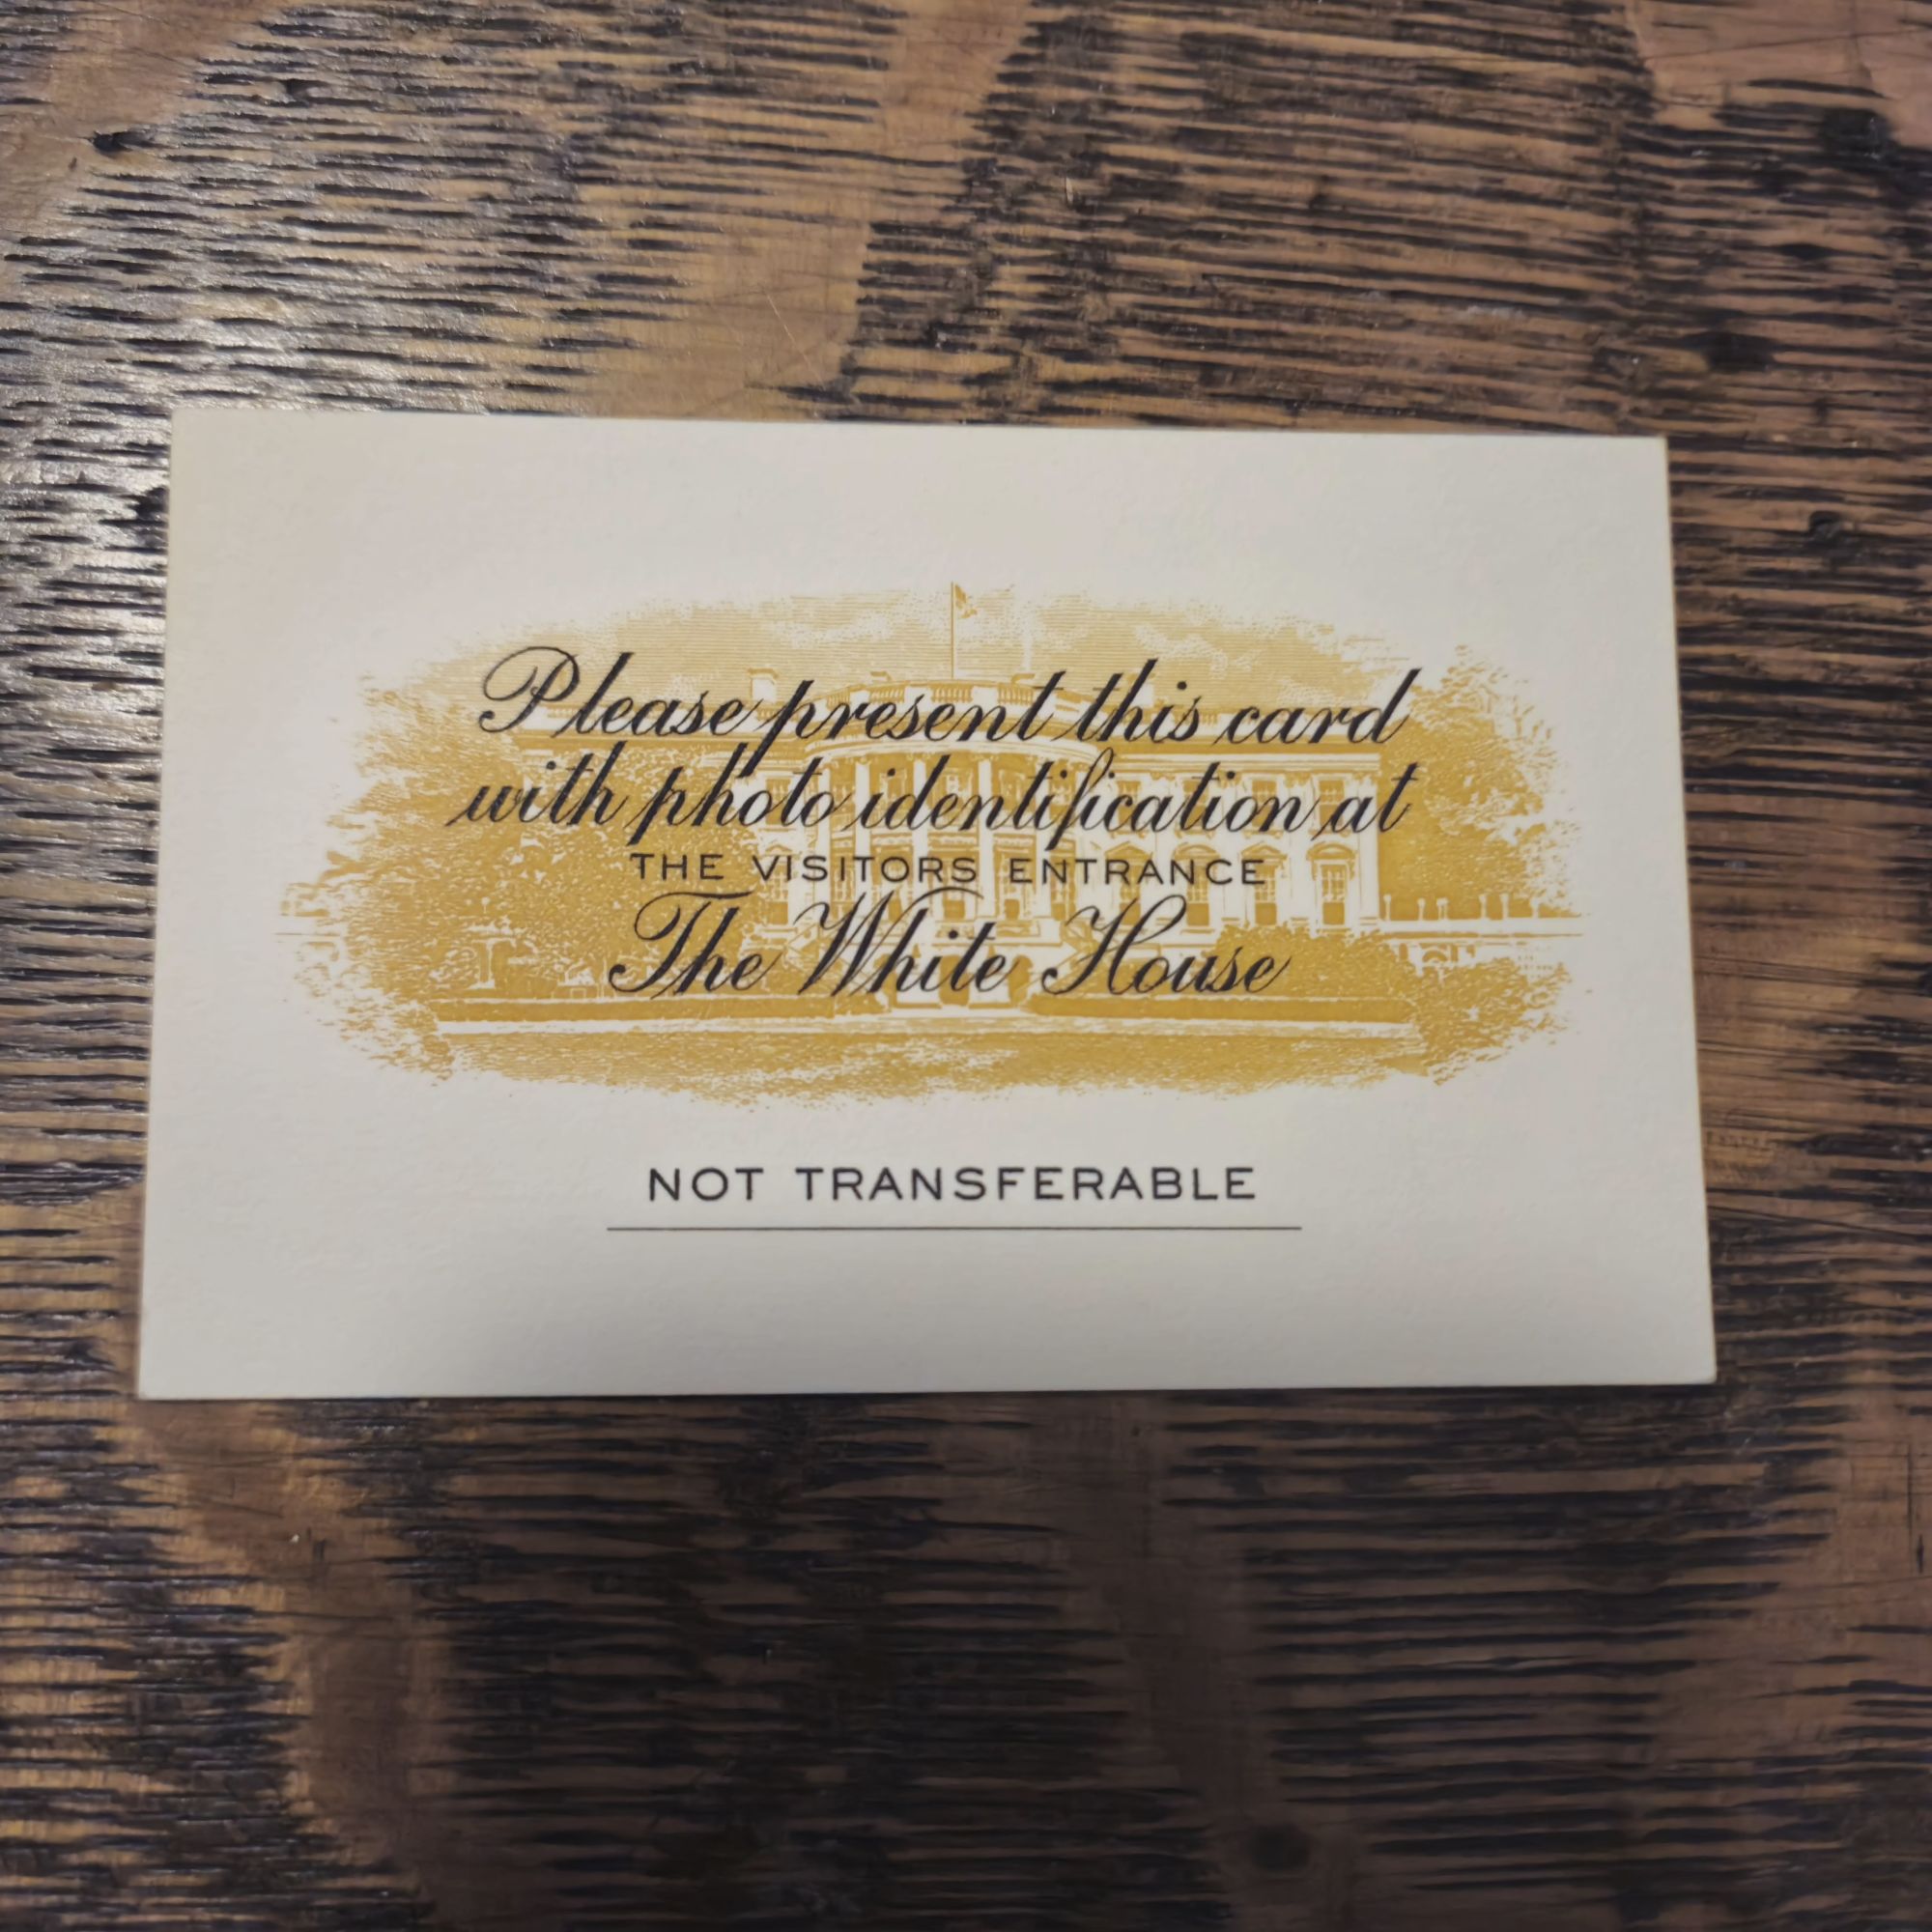 Please present this card
with photo identification at
THE VISITORS ENTRANCE
The White House
NOT TRANSFERABLE